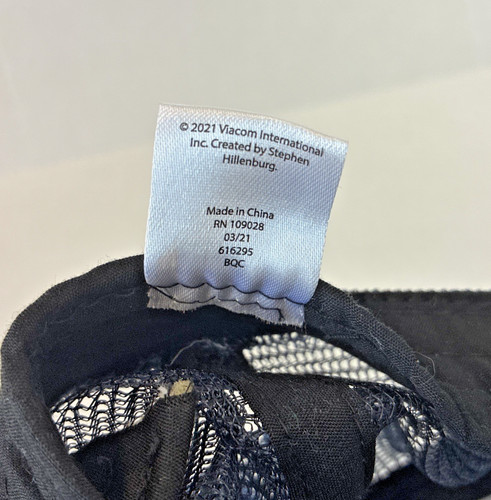 © 2021 Viacom International
Inc. Created by Stephen
Hillenburg.
Made in China
RN 109028
03/21
616295
BQC